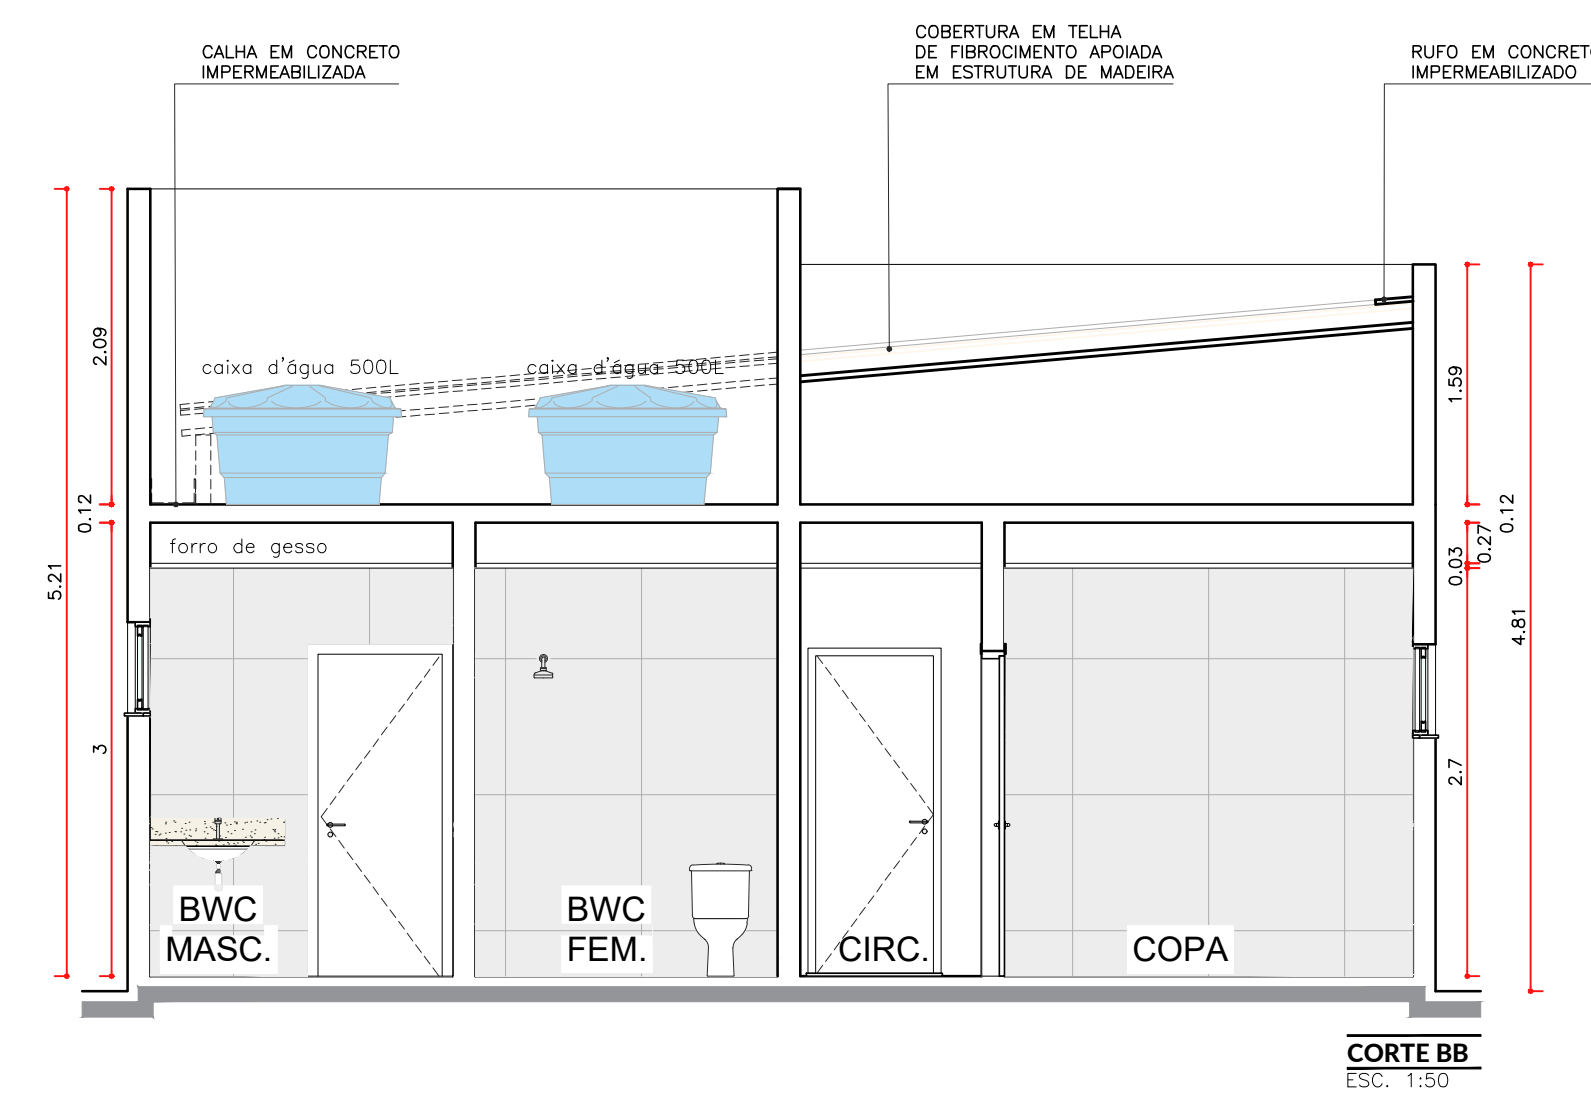 CALHA EM CONCRETO
IMPERMEABILIZADA
COBERTURA EM TELHA
DE FIBROCIMENTO APOIADA
EM ESTRUTURA DE MADEIRA
RUFO EM CONCRETO
IMPERMEABILIZADO
caixa d'água 500L
caixa d'água 500L
2.09
0.12
5.21
3
1.59
0.12
0.27
0.03
4.81
2.7
forro de gesso
BWC
MASC.
BWC
FEM.
CIRC.
COPA
CORTE BB
ESC. 1:50